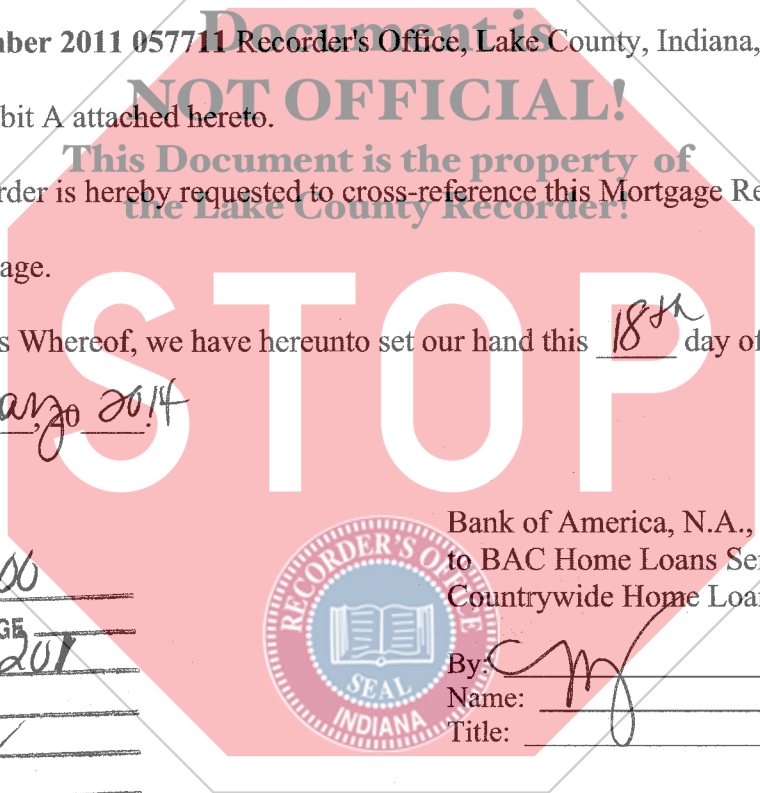 Document is
mber 2011 057711 Recorder's Office, Lake County, Indiana,
NOT OFFICIAL!
bit A attached hereto.
This Document is the property of
rder is hereby requested to cross-reference this Mortgage Re
the Lake County Recorder!
age.
STOP
s Whereof, we have hereunto set our hand this 18th day of
20 2014
Bank of America, N.A.,
to BAC Home Loans Ser
Countrywide Home Loan
RECORDER'S OFFICE
SEAL
INDIANA
GE
By:
Name:
Title: